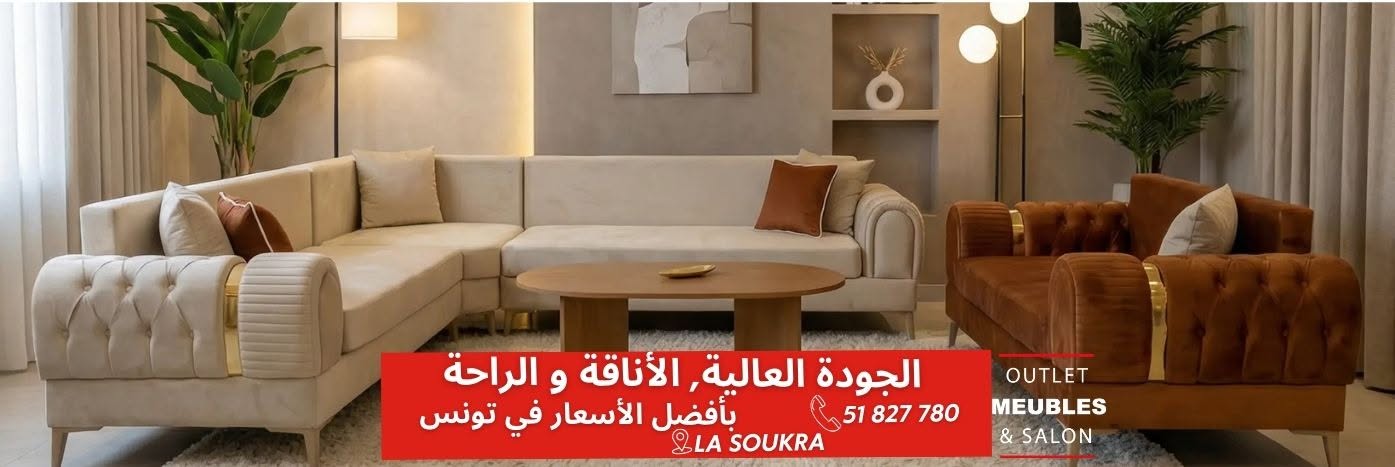 الجودة العالية, الأناقة و الراحة
بأفضل الأسعار في تونس
51 827 780
LA SOUKRA
OUTLET
MEUBLES
& SALON